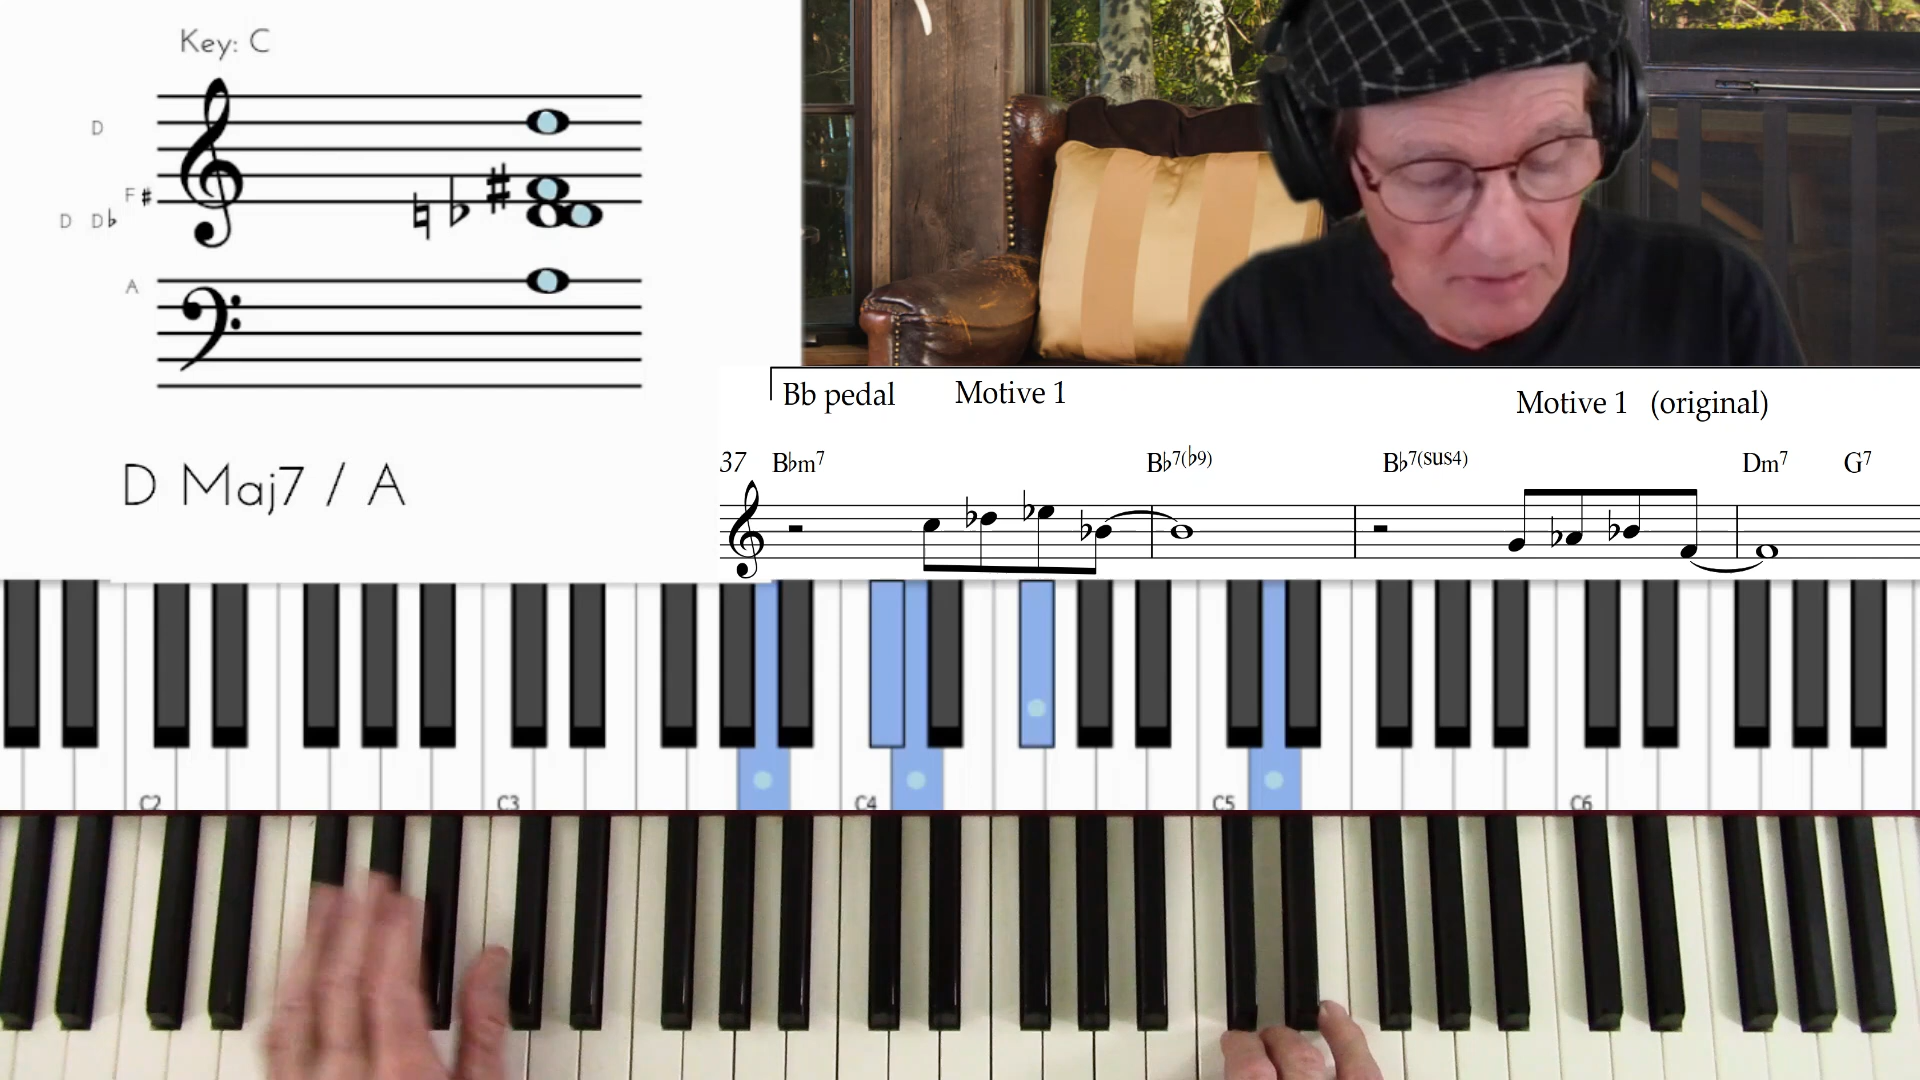 Key: C
D
F#
D Db
A
D Maj7 / A
Bb pedal Motive 1 Motive 1 (original)
37 B♭m7 B♭7(♭9) B♭7(sus4) Dm7 G7
C2 C3 C4 C5 C6